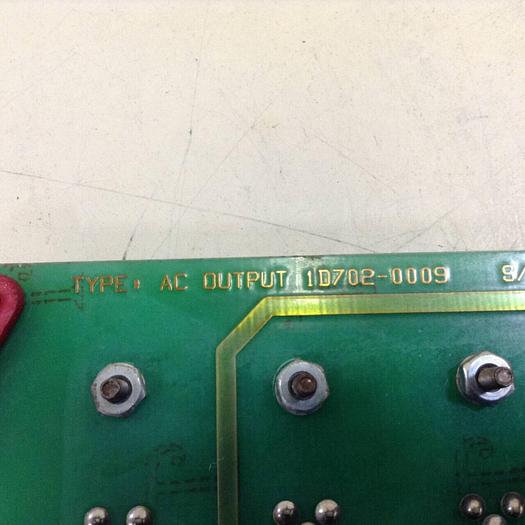 TYPE: AC OUTPUT 1D702-0009 S/